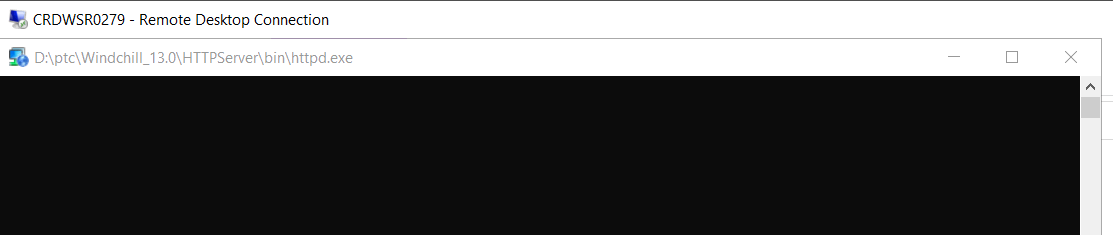 CRDWSR0279 - Remote Desktop Connection
D:\ptc\Windchill_13.0\HTTPServer\bin\httpd.exe